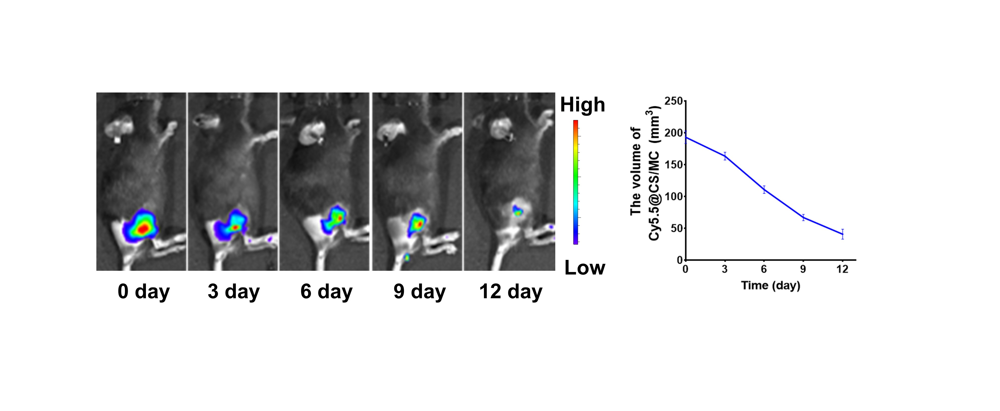 High
Low
0 day
3 day
6 day
9 day
12 day
The volume of
Cy5.5@CS/MC (mm³)
250
200
150
100
50
0
0
3
6
9
12
Time (day)